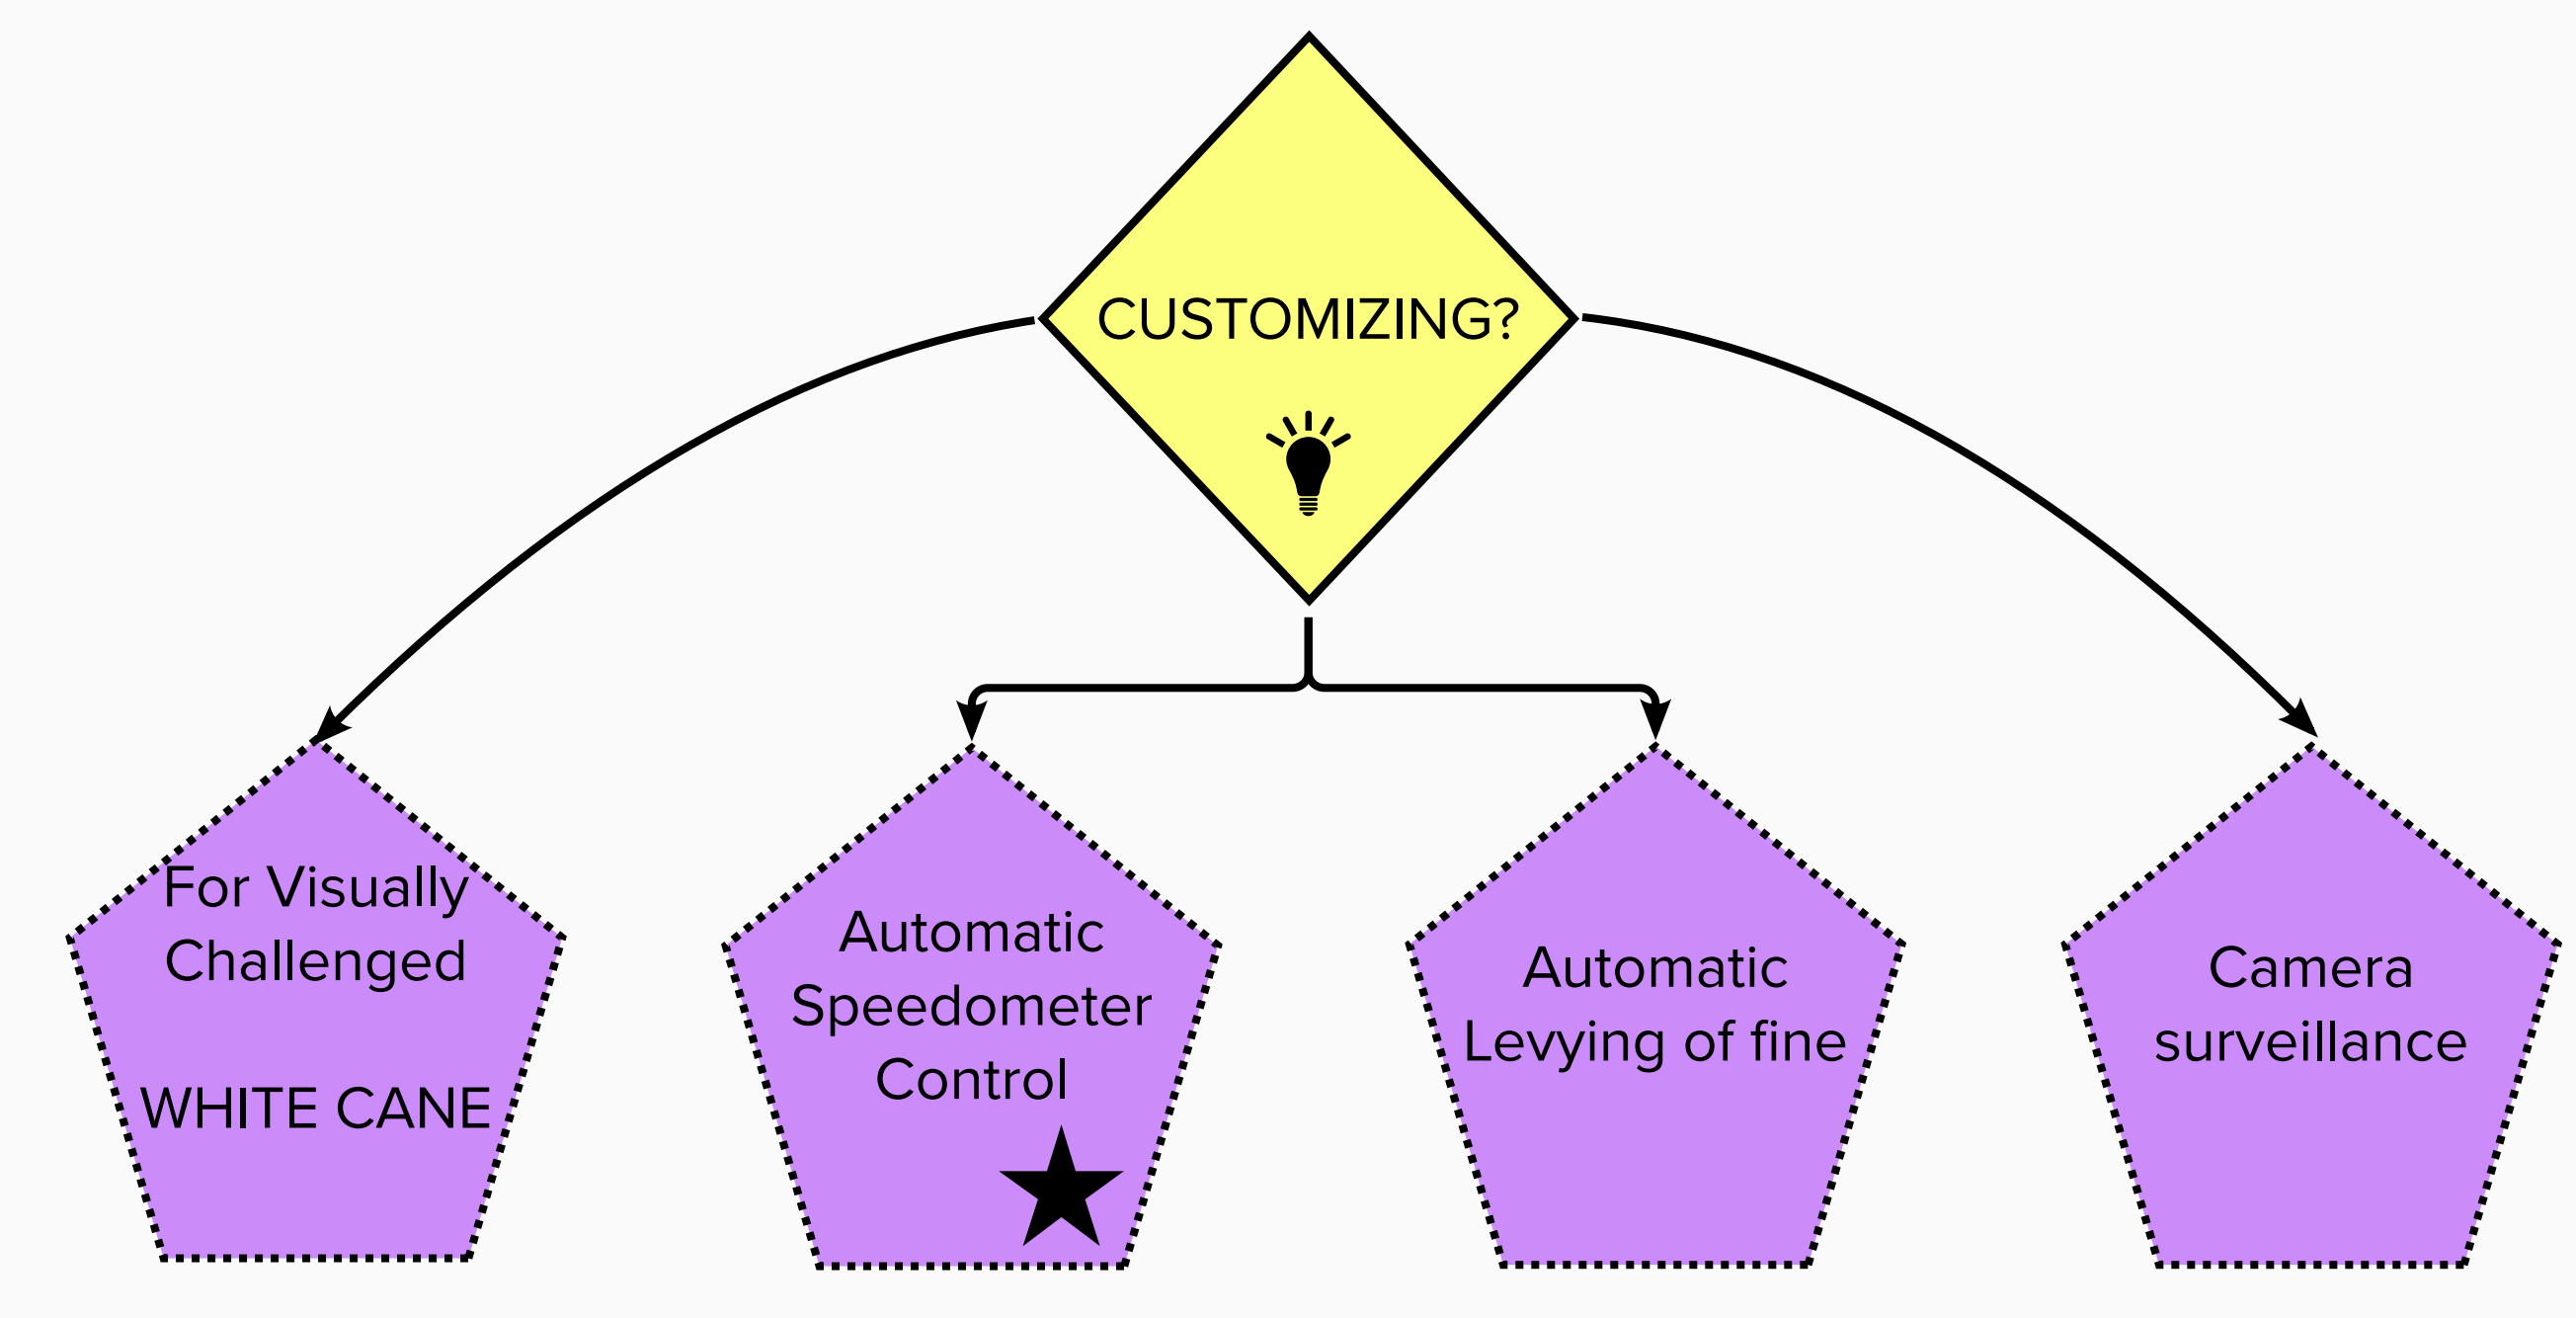 CUSTOMIZING?
For Visually
Challenged
WHITE CANE
Automatic
Speedometer
Control
Automatic
Levying of fine
Camera
surveillance